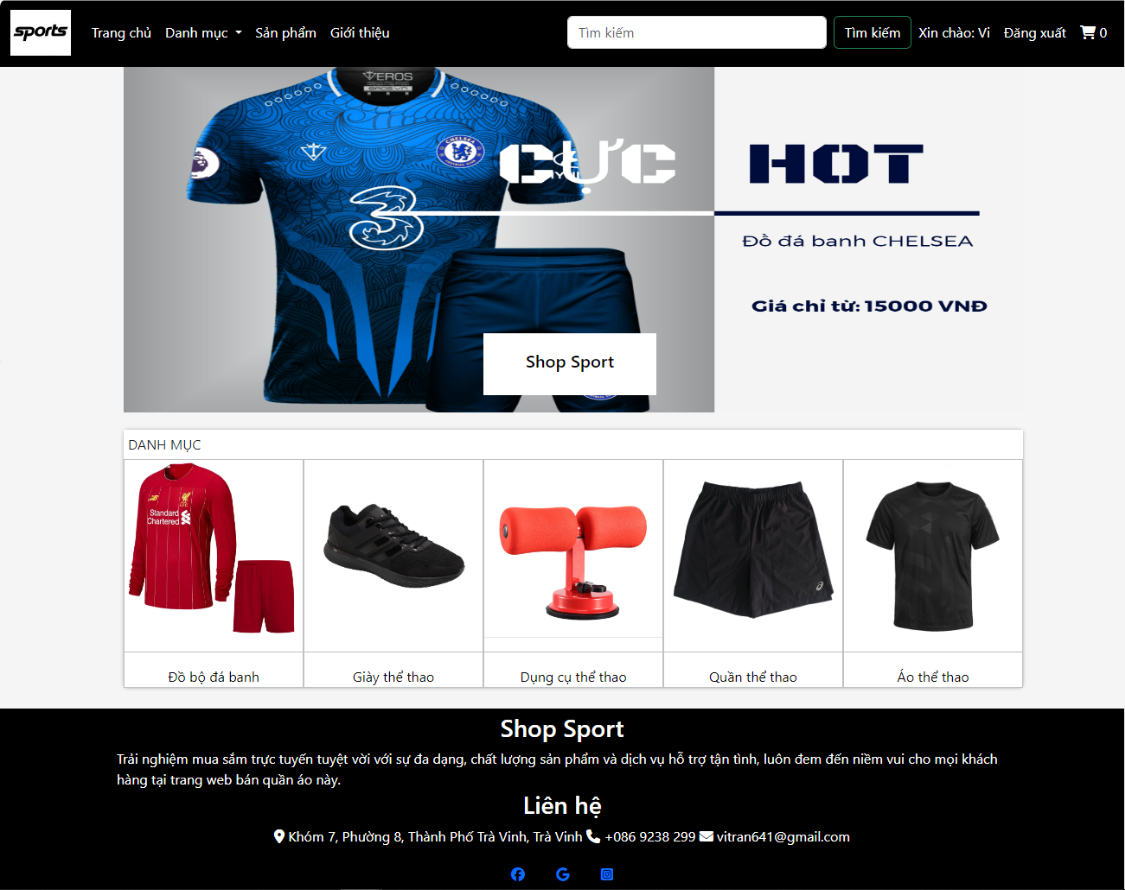 sports
Trang chủ Danh mục Sản phẩm Giới thiệu Tìm kiếm Tìm kiếm Xin chào: Vi Đăng xuất 0
EROS
CHELSEA
3
CỰC HOT
Đồ đá banh CHELSEA
Giá chỉ từ: 15000 VNĐ
Shop Sport
DANH MỤC
Standard
Chartered
Đồ bộ đá banh
Giày thể thao
Dụng cụ thể thao
Quần thể thao
Áo thể thao
Shop Sport
Trải nghiệm mua sắm trực tuyến tuyệt vời với sự đa dạng, chất lượng sản phẩm và dịch vụ hỗ trợ tận tình, luôn đem đến niềm vui cho mọi khách
hàng tại trang web bán quần áo này.
Liên hệ
Khóm 7, Phường 8, Thành Phố Trà Vinh, Trà Vinh +086 9238 299 vitran641@gmail.com